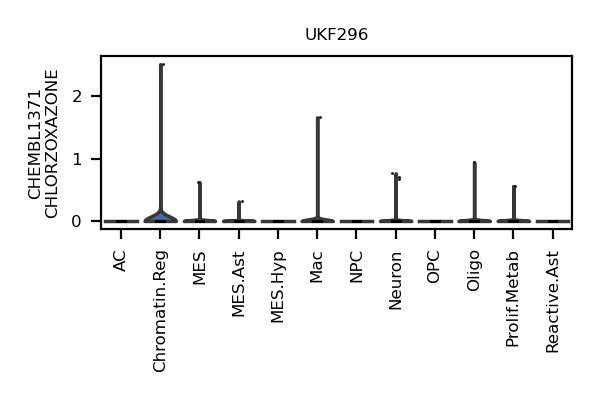 UKF296
CHEMBL1371
CHLORZOXAZONE
2
1
0
AC
Chromatin.Reg
MES
MES.Ast
MES.Hyp
Mac
NPC
Neuron
OPC
Oligo
Prolif.Metab
Reactive.Ast